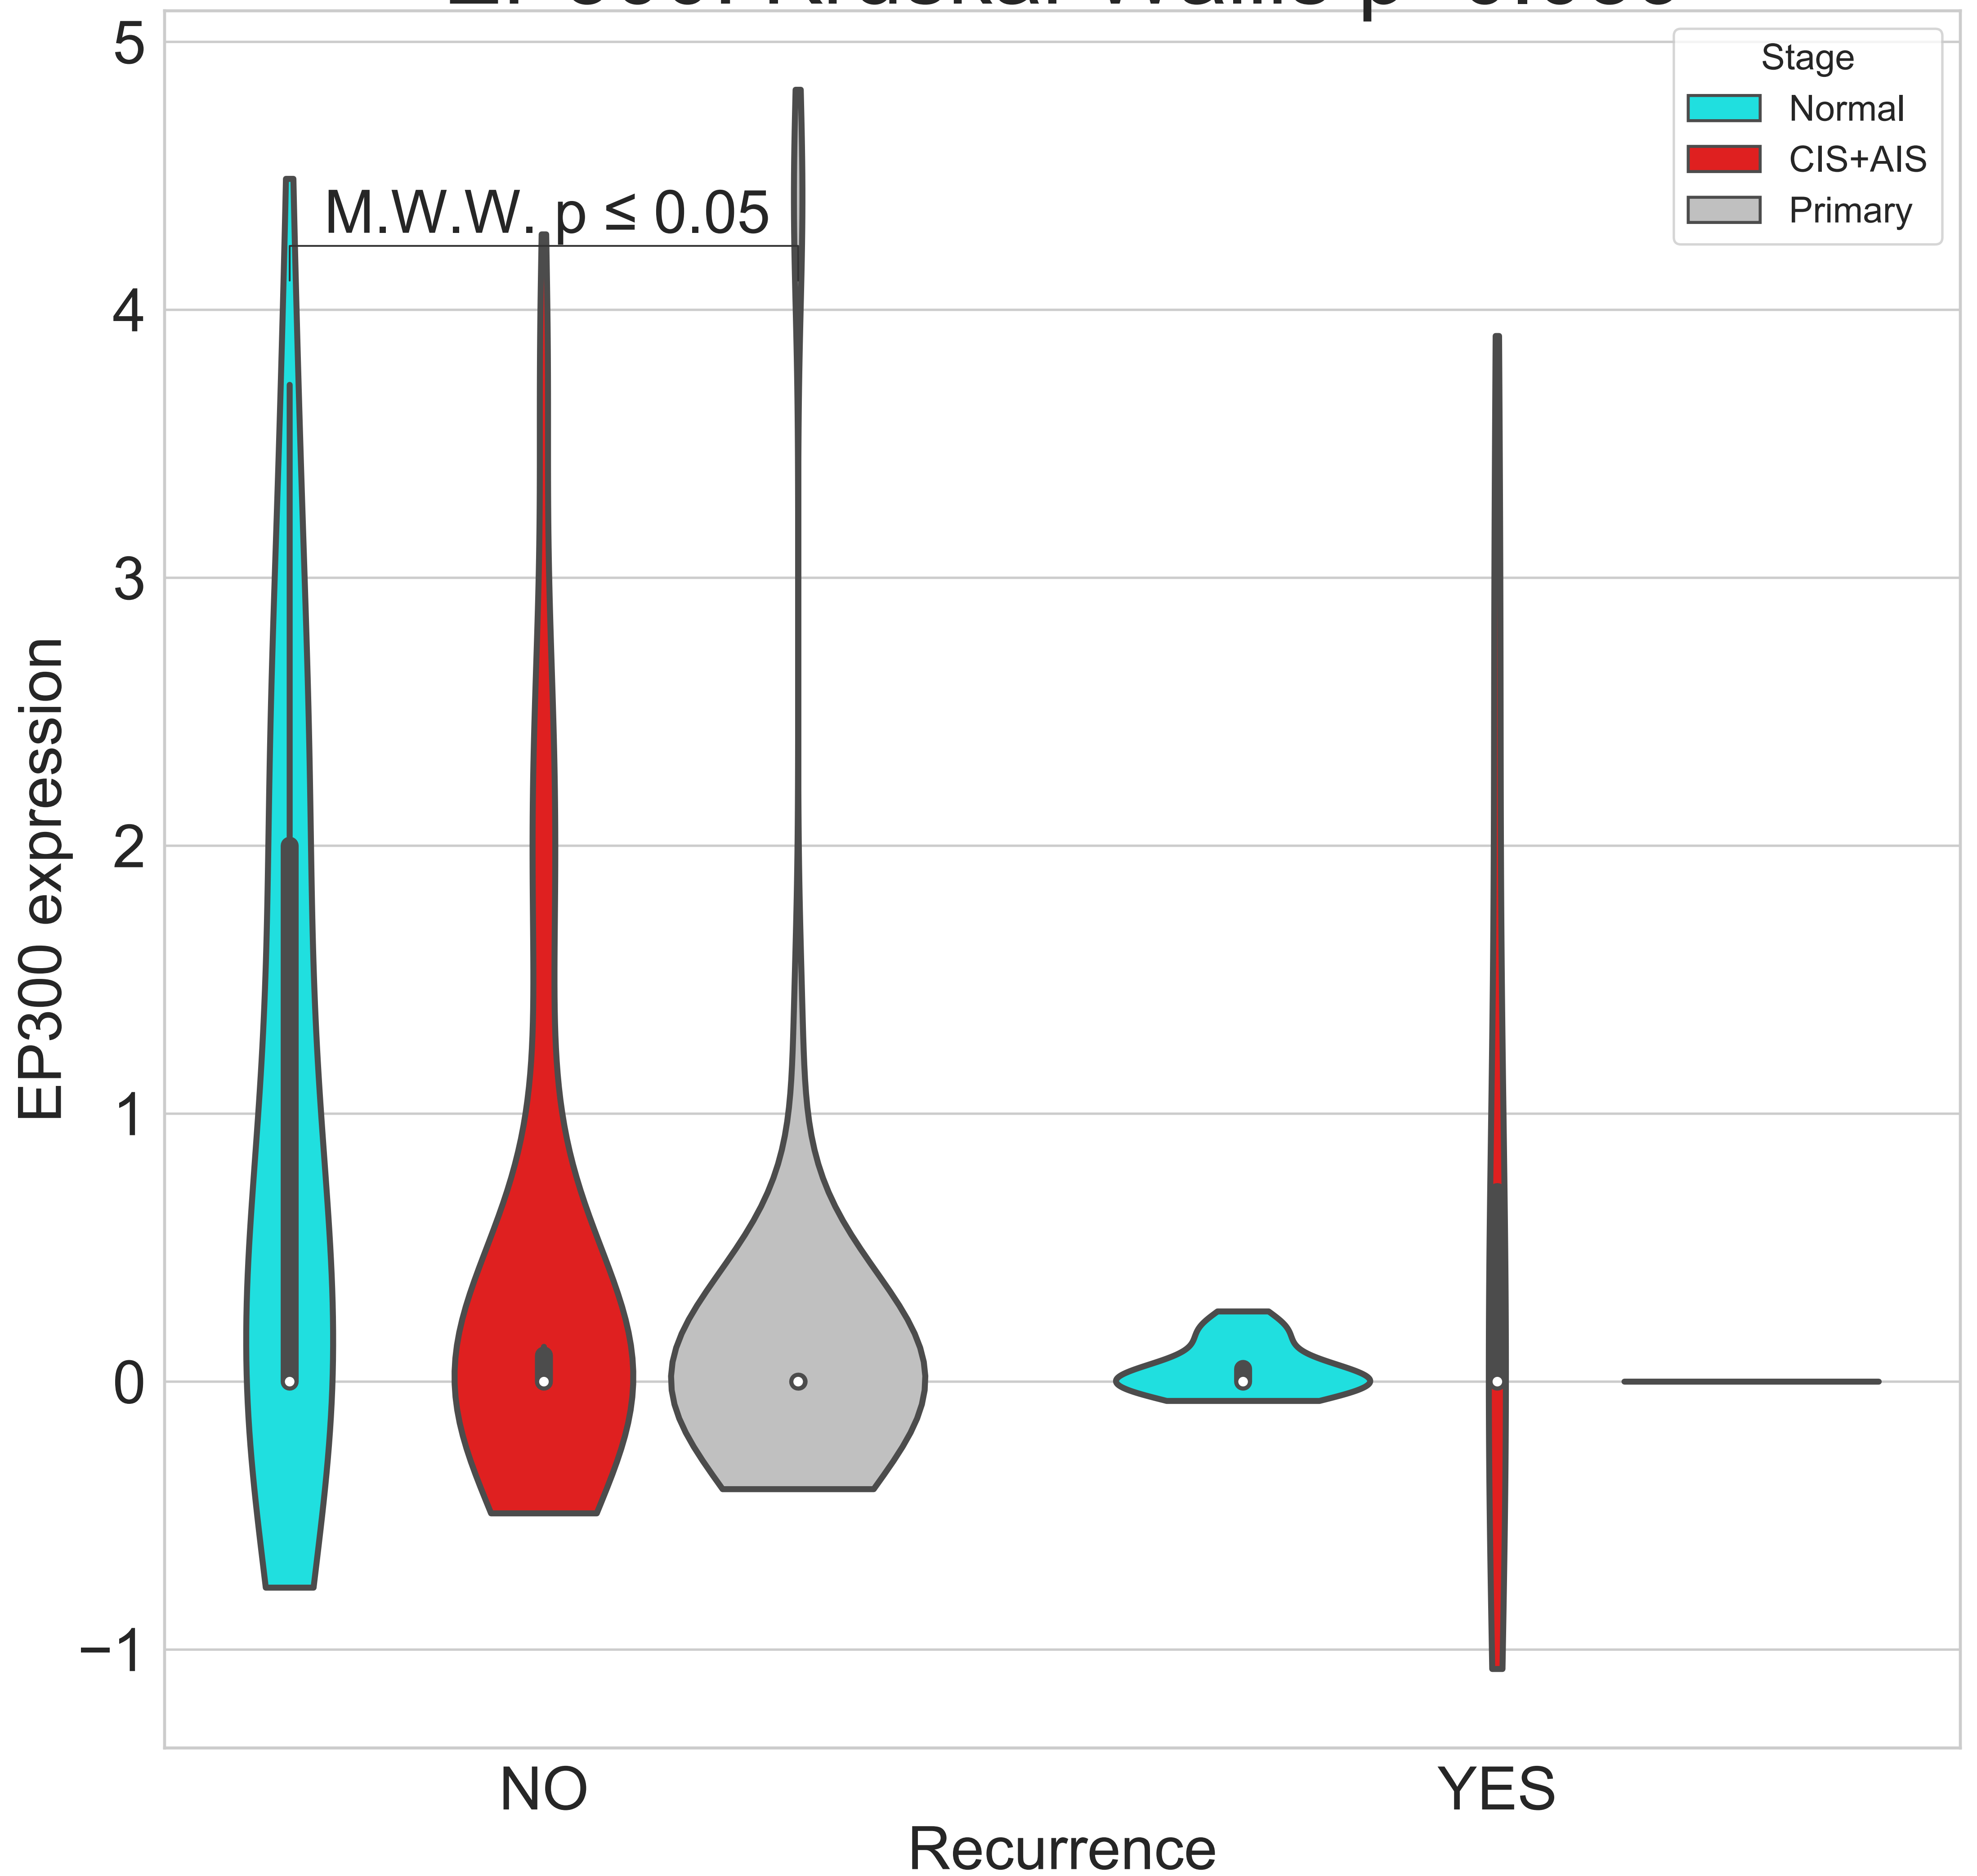 5
Stage
Normal
CIS+AIS
Primary
M.W.W. p ≤ 0.05
4
3
2
1
0
−1
EP300 expression
NO
YES
Recurrence